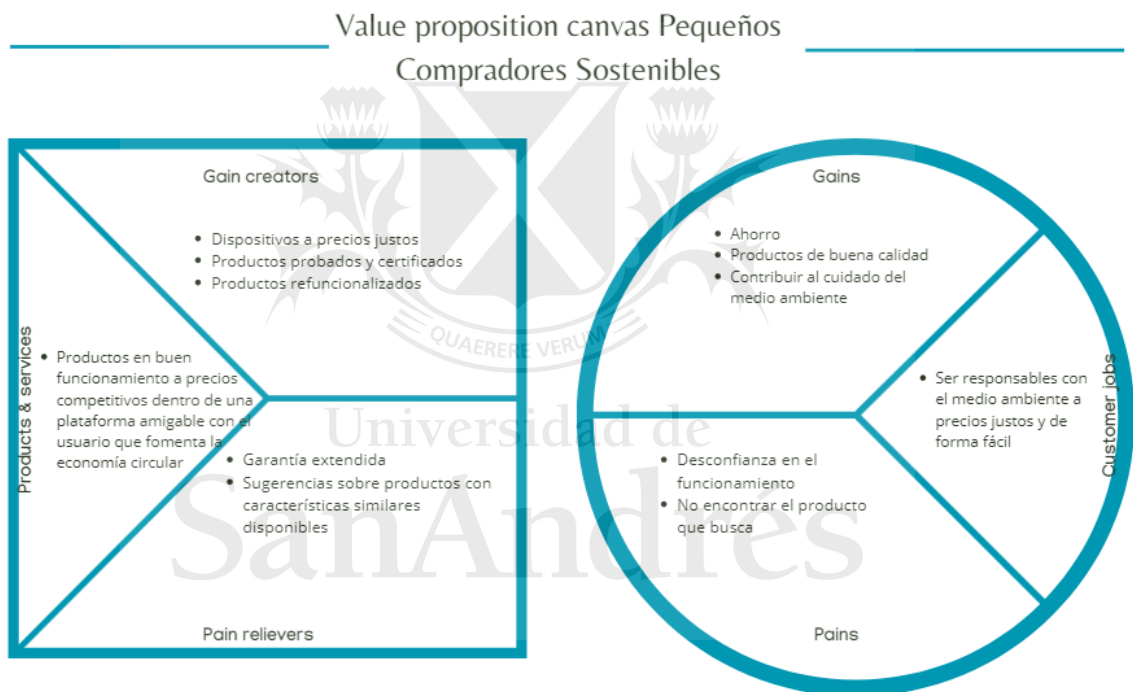 Value proposition canvas Pequeños
Compradores Sostenibles
Gain creators
• Dispositivos a precios justos
• Productos probados y certificados
• Productos refuncionalizados
Products & services
• Productos en buen
funcionamiento a precios
competitivos dentro de una
plataforma amigable con el
usuario que fomenta la
economía circular
• Garantía extendida
• Sugerencias sobre productos con
características similares
disponibles
Pain relievers
Gains
• Ahorro
• Productos de buena calidad
• Contribuir al cuidado del
medio ambiente
• Ser responsables con
el medio ambiente a
precios justos y de
forma fácil
Customer jobs
• Desconfianza en el
funcionamiento
• No encontrar el producto
que busca
Pains
QUAERERE VERUM
Universidad de
SanAndrés